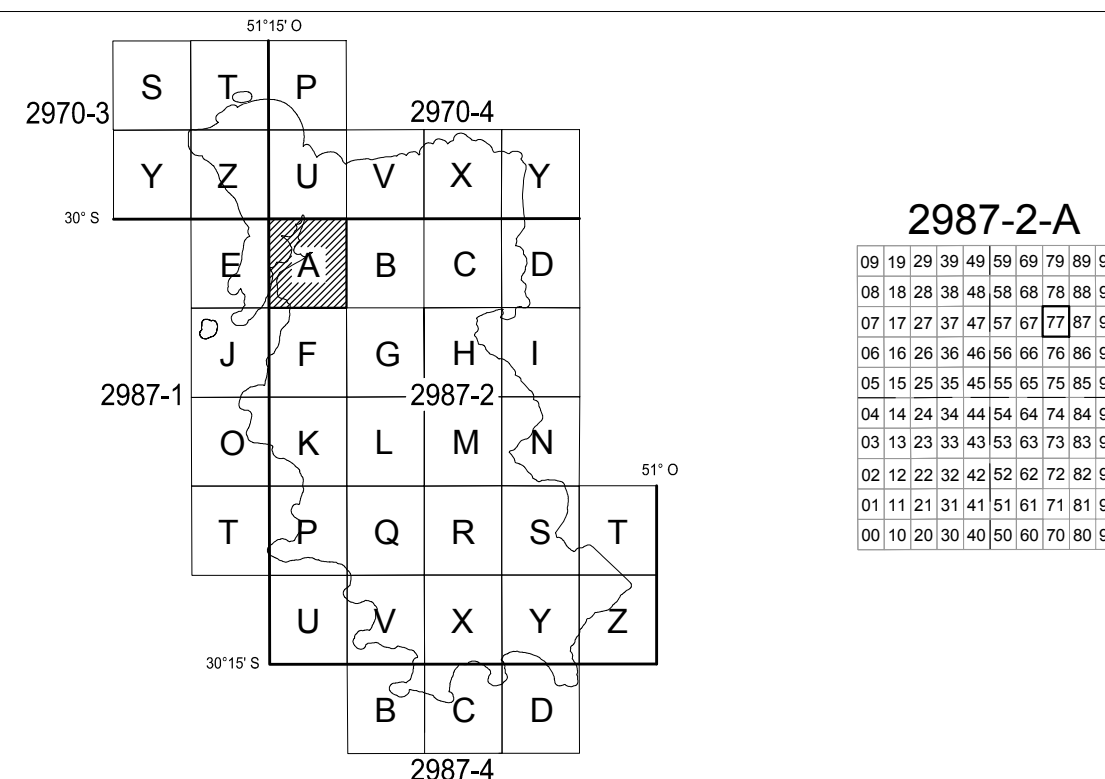 51°15' O
S T P
2970-3 2970-4
Y Z U V X Y
30° S
E A B C D
J F G H I
2987-1 2987-2
O K L M N
51° O
T P Q R S T
U V X Y Z
30°15' S
B C D
2987-4
2987-2-A
09 19 29 39 49 59 69 79 89
08 18 28 38 48 58 68 78 88
07 17 27 37 47 57 67 77 87
06 16 26 36 46 56 66 76 86
05 15 25 35 45 55 65 75 85
04 14 24 34 44 54 64 74 84
03 13 23 33 43 53 63 73 83
02 12 22 32 42 52 62 72 82
01 11 21 31 41 51 61 71 81
00 10 20 30 40 50 60 70 80